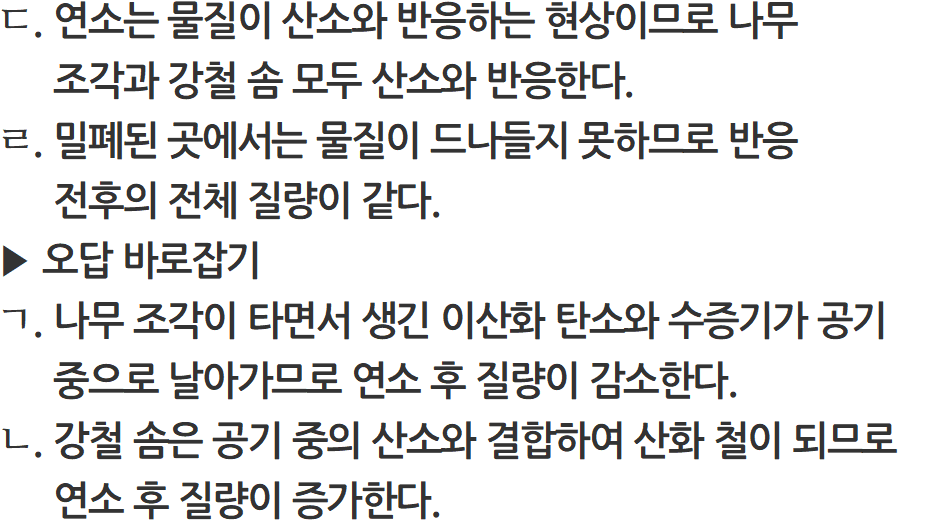 ㄷ. 연소는 물질이 산소와 반응하는 현상이므로 나무
조각과 강철 솜 모두 산소와 반응한다.
ㄹ. 밀폐된 곳에서는 물질이 드나들지 못하므로 반응
전후의 전체 질량이 같다.
▶ 오답 바로잡기
ㄱ. 나무 조각이 타면서 생긴 이산화 탄소와 수증기가 공기
중으로 날아가므로 연소 후 질량이 감소한다.
ㄴ. 강철 솜은 공기 중의 산소와 결합하여 산화 철이 되므로
연소 후 질량이 증가한다.